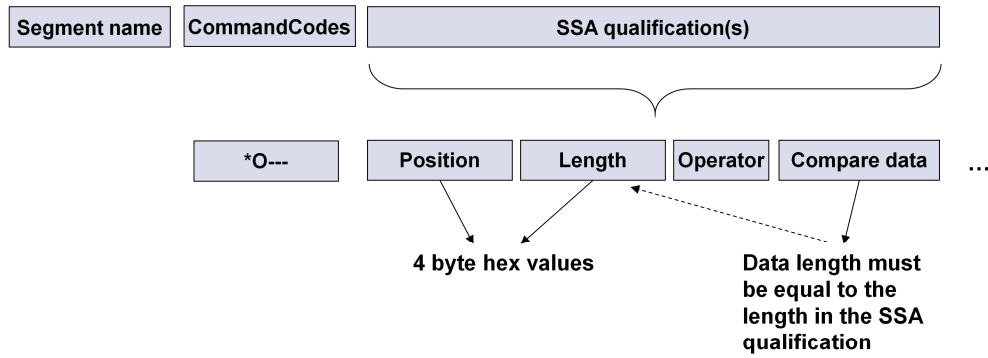 Segment name
CommandCodes
SSA qualification(s)
*O---
Position
Length
Operator
Compare data
...
4 byte hex values
Data length must
be equal to the
length in the SSA
qualification